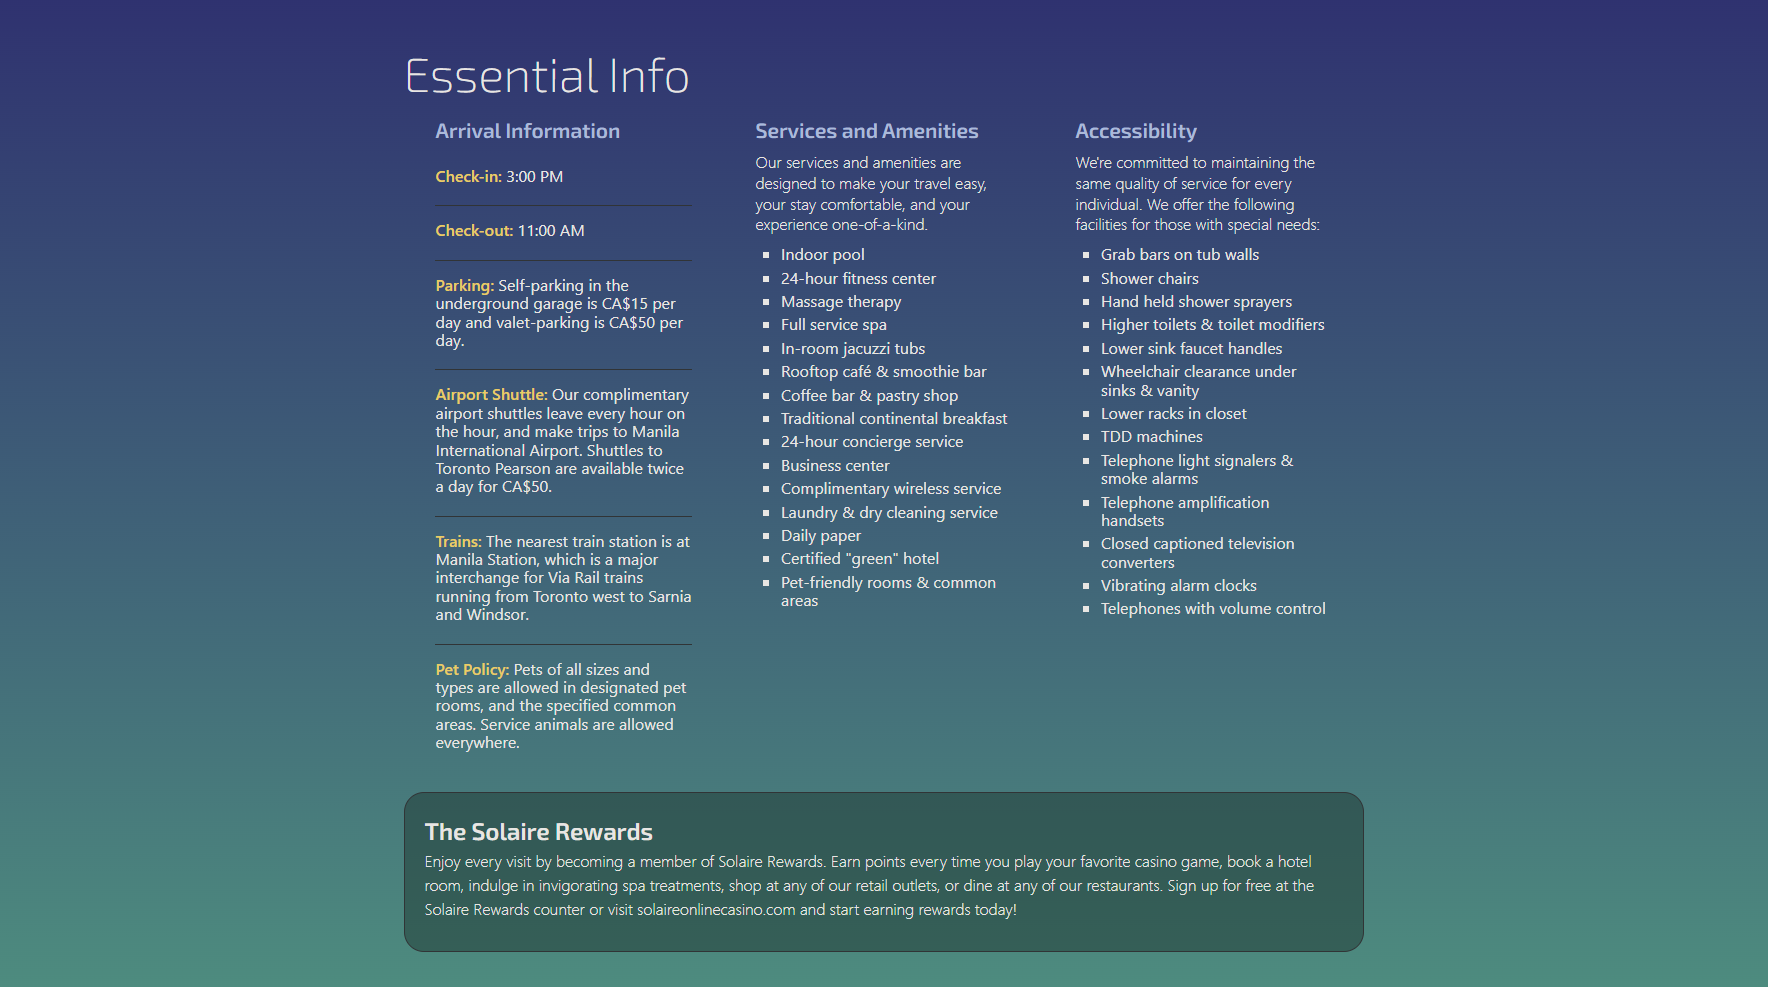 Essential Info
Arrival Information
Check-in: 3:00 PM
Check-out: 11:00 AM
Parking: Self-parking in the
underground garage is CA$15 per
day and valet-parking is CA$50 per
day.
Airport Shuttle: Our complimentary
airport shuttles leave every hour on
the hour, and make trips to Manila
International Airport. Shuttles to
Toronto Pearson are available twice
a day for CA$50.
Trains: The nearest train station is at
Manila Station, which is a major
interchange for Via Rail trains
running from Toronto west to Sarnia
and Windsor.
Pet Policy: Pets of all sizes and
types are allowed in designated pet
rooms, and the specified common
areas. Service animals are allowed
everywhere.
Services and Amenities
Our services and amenities are
designed to make your travel easy,
your stay comfortable, and your
experience one-of-a-kind.
Indoor pool
24-hour fitness center
Massage therapy
Full service spa
In-room jacuzzi tubs
Rooftop café & smoothie bar
Coffee bar & pastry shop
Traditional continental breakfast
24-hour concierge service
Business center
Complimentary wireless service
Laundry & dry cleaning service
Daily paper
Certified "green" hotel
Pet-friendly rooms & common
areas
Accessibility
We're committed to maintaining the
same quality of service for every
individual. We offer the following
facilities for those with special needs:
Grab bars on tub walls
Shower chairs
Hand held shower sprayers
Higher toilets & toilet modifiers
Lower sink faucet handles
Wheelchair clearance under
sinks & vanity
Lower racks in closet
TDD machines
Telephone light signalers &
smoke alarms
Telephone amplification
handsets
Closed captioned television
converters
Vibrating alarm clocks
Telephones with volume control
The Solaire Rewards
Enjoy every visit by becoming a member of Solaire Rewards. Earn points every time you play your favorite casino game, book a hotel
room, indulge in invigorating spa treatments, shop at any of our retail outlets, or dine at any of our restaurants. Sign up for free at the
Solaire Rewards counter or visit solaireonlinecasino.com and start earning rewards today!